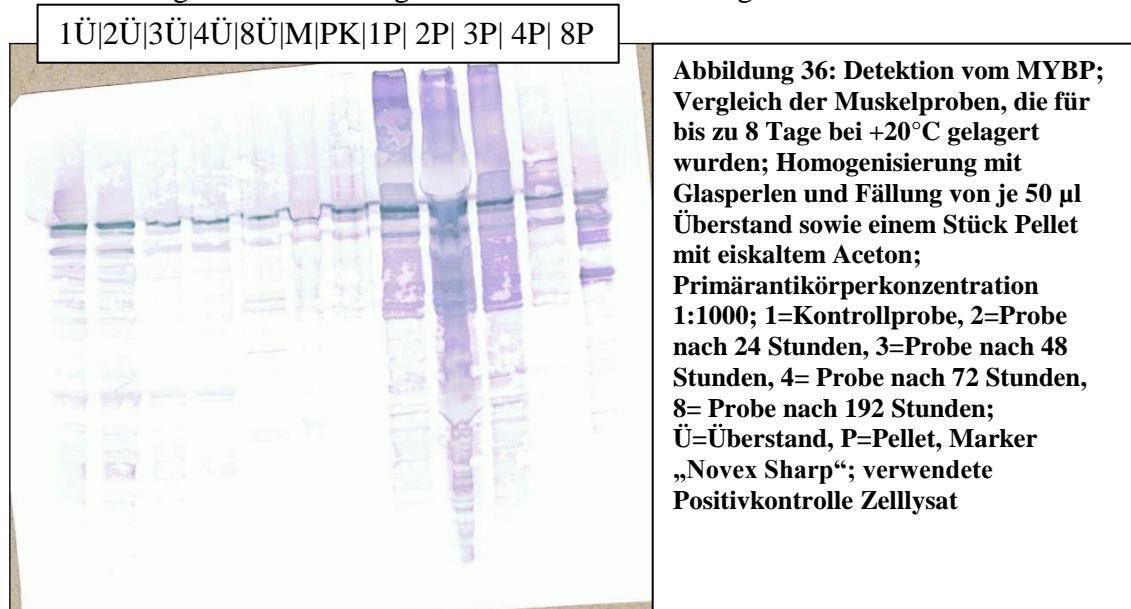 1Ü|2Ü|3Ü|4Ü|8Ü|M|PK|1P| 2P| 3P| 4P| 8P
Abbildung 36: Detektion vom MYBP;
Vergleich der Muskelproben, die für
bis zu 8 Tage bei +20°C gelagert
wurden; Homogenisierung mit
Glasperlen und Fällung von je 50 µl
Überstand sowie einem Stück Pellet
mit eiskaltem Aceton;
Primärantikörperkonzentration
1:1000; 1=Kontrollprobe, 2=Probe
nach 24 Stunden, 3=Probe nach 48
Stunden, 4= Probe nach 72 Stunden,
8= Probe nach 192 Stunden;
Ü=Überstand, P=Pellet, Marker
„Novex Sharp“; verwendete
Positivkontrolle Zelllysat